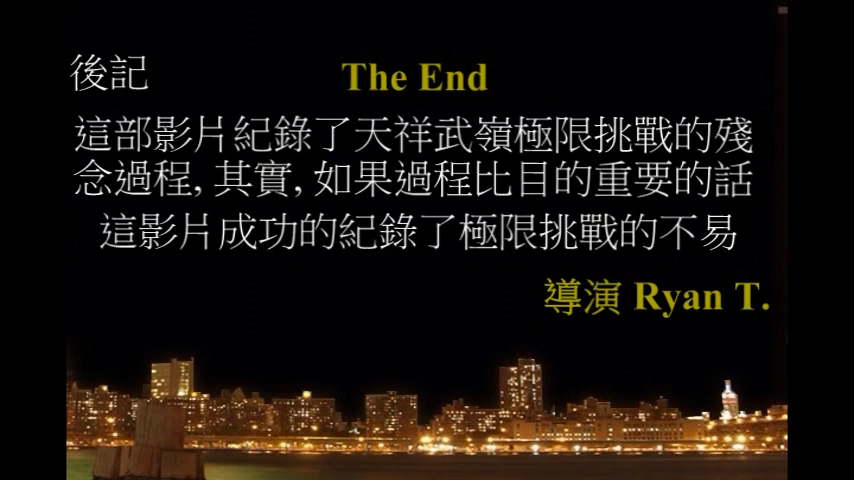 後記
The End
這部影片紀錄了天祥武嶺極限挑戰的殘
念過程, 其實, 如果過程比目的重要的話
這影片成功的紀錄了極限挑戰的不易
導演 Ryan T.